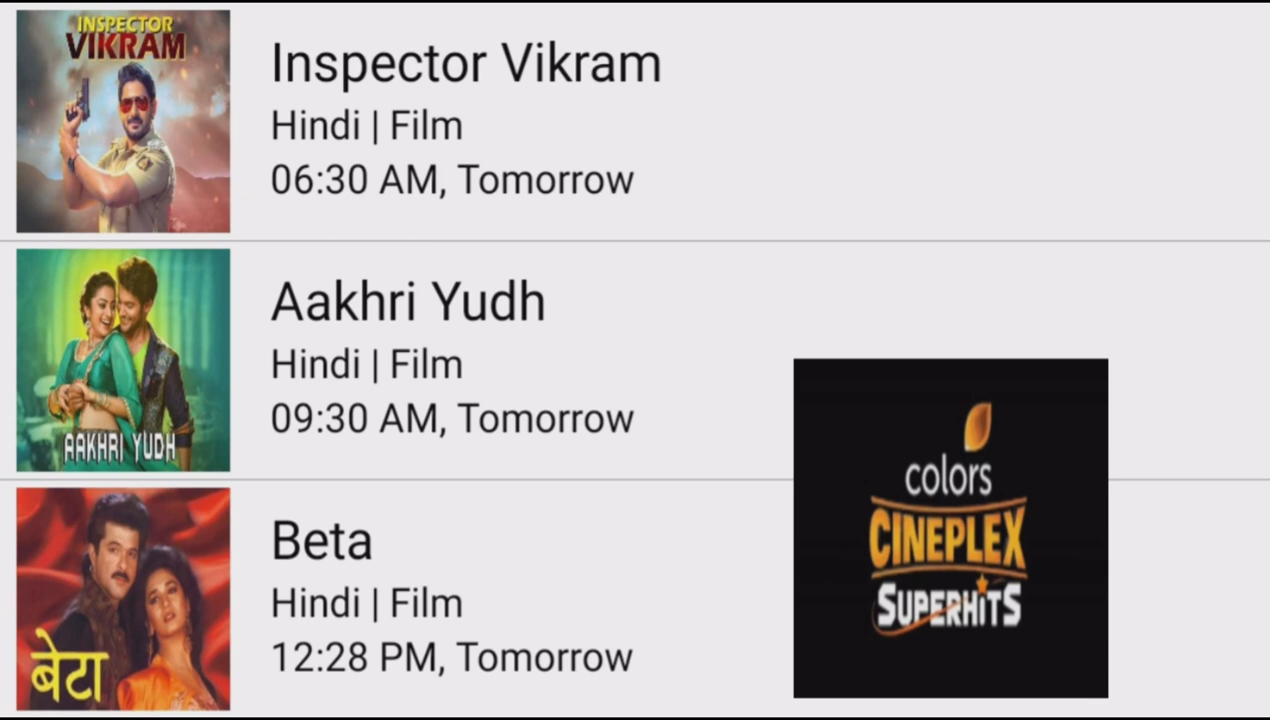 INSPECTOR
VIKRAM
Inspector Vikram
Hindi | Film
06:30 AM, Tomorrow
AAKHRI YUDH
Aakhri Yudh
Hindi | Film
09:30 AM, Tomorrow
बेटा
Beta
Hindi | Film
12:28 PM, Tomorrow
colors
CINEPLEX
SUPERHiTS